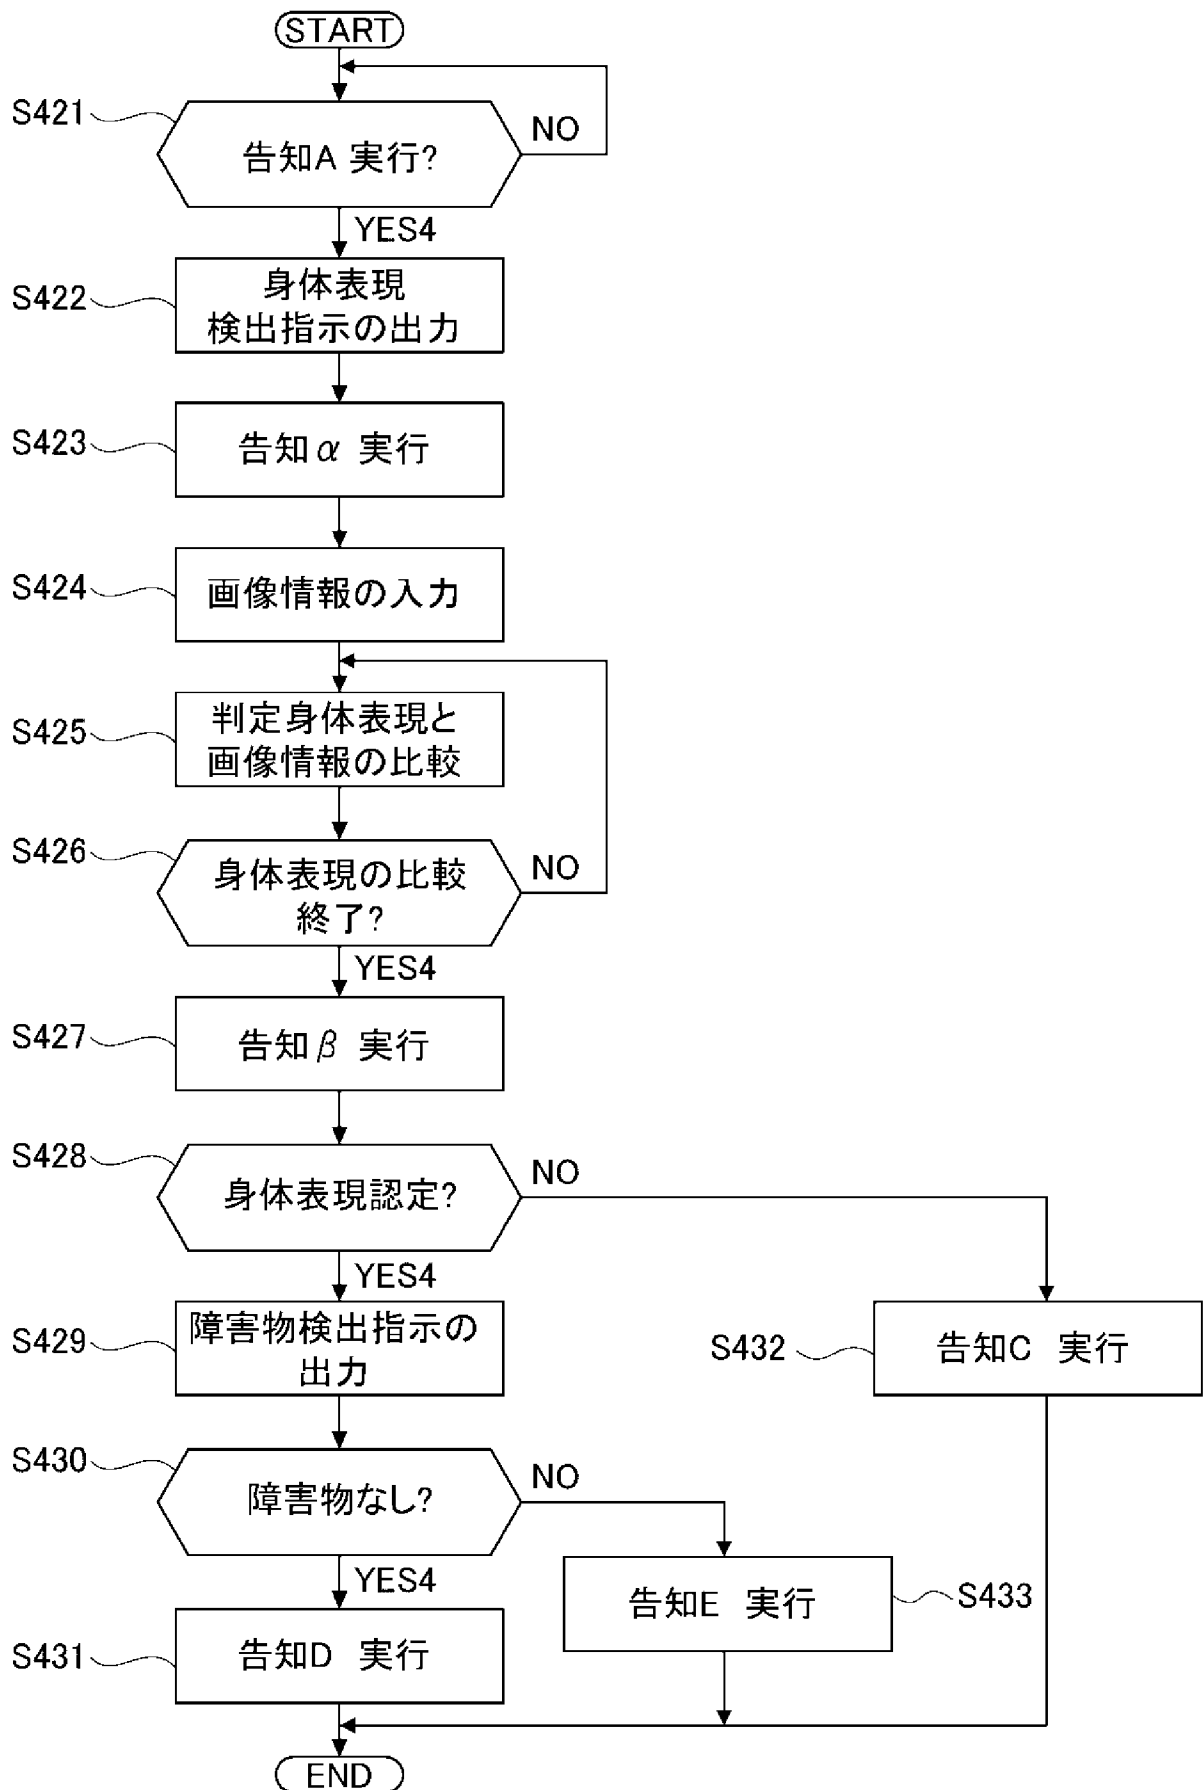 START
S421
告知A 実行?
NO
YES4
S422
身体表現
検出指示の出力
S423
告知α 実行
S424
画像情報の入力
S425
判定身体表現と
画像情報の比較
S426
身体表現の比較
終了?
NO
YES4
S427
告知β 実行
S428
身体表現認定?
NO
YES4
S429
障害物検出指示の
出力
S432
告知C 実行
S430
障害物なし?
NO
YES4
告知E 実行
S433
S431
告知D 実行
END